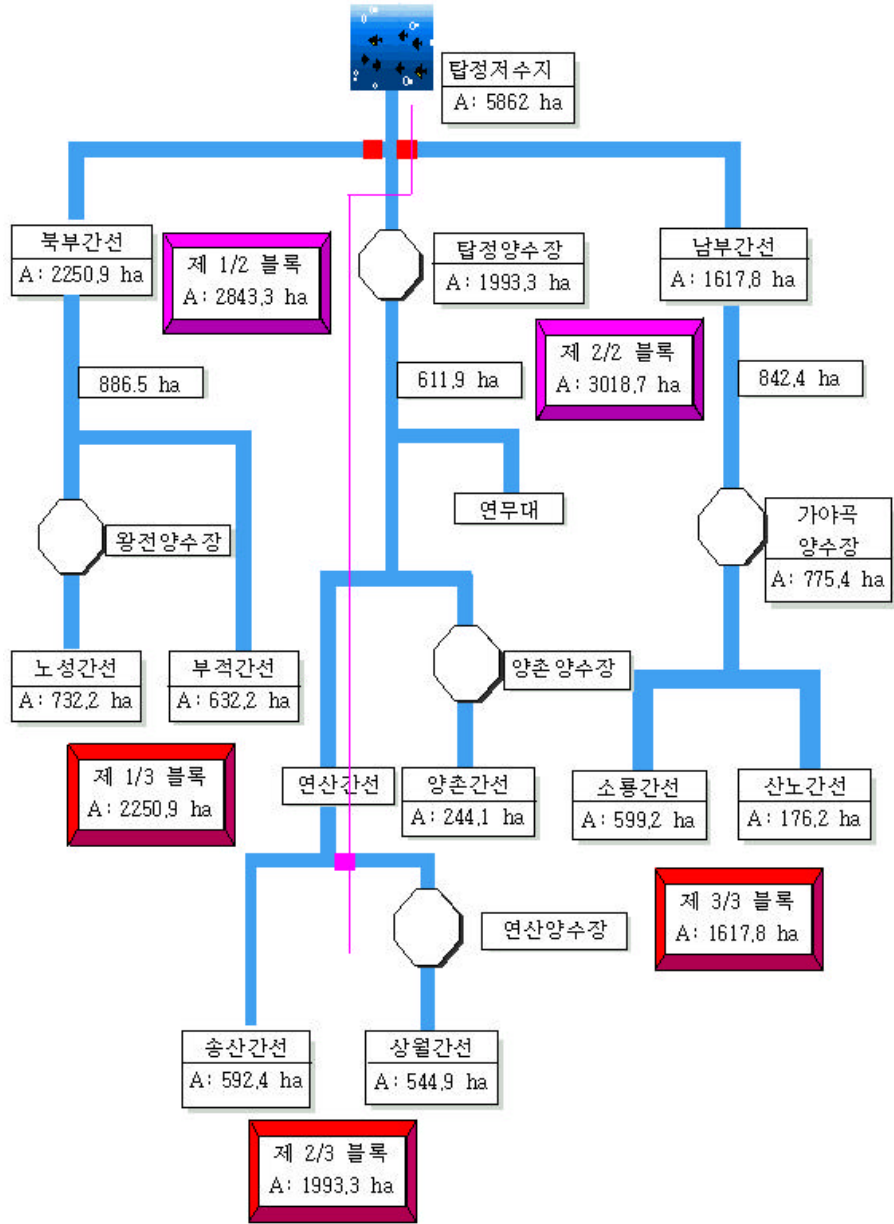 탑정저수지
A: 5862 ha
북부간선
A: 2250,9 ha
제 1/2 블록
A: 2843,3 ha
탑정양수장
A: 1993,3 ha
남부간선
A: 1617,8 ha
제 2/2 블록
A: 3018,7 ha
886.5 ha
611,9 ha
842,4 ha
연무대
왕전양수장
가야곡
양수장
A: 775,4 ha
노성간선
A: 732,2 ha
부적간선
A: 632,2 ha
양촌양수장
제 1/3 블록
A: 2250,9 ha
연산간선
양촌간선
A: 244,1 ha
소룡간선
A: 599,2 ha
산노간선
A: 176,2 ha
제 3/3 블록
A: 1617,8 ha
연산양수장
송산간선
A: 592,4 ha
상월간선
A: 544,9 ha
제 2/3 블록
A: 1993,3 ha